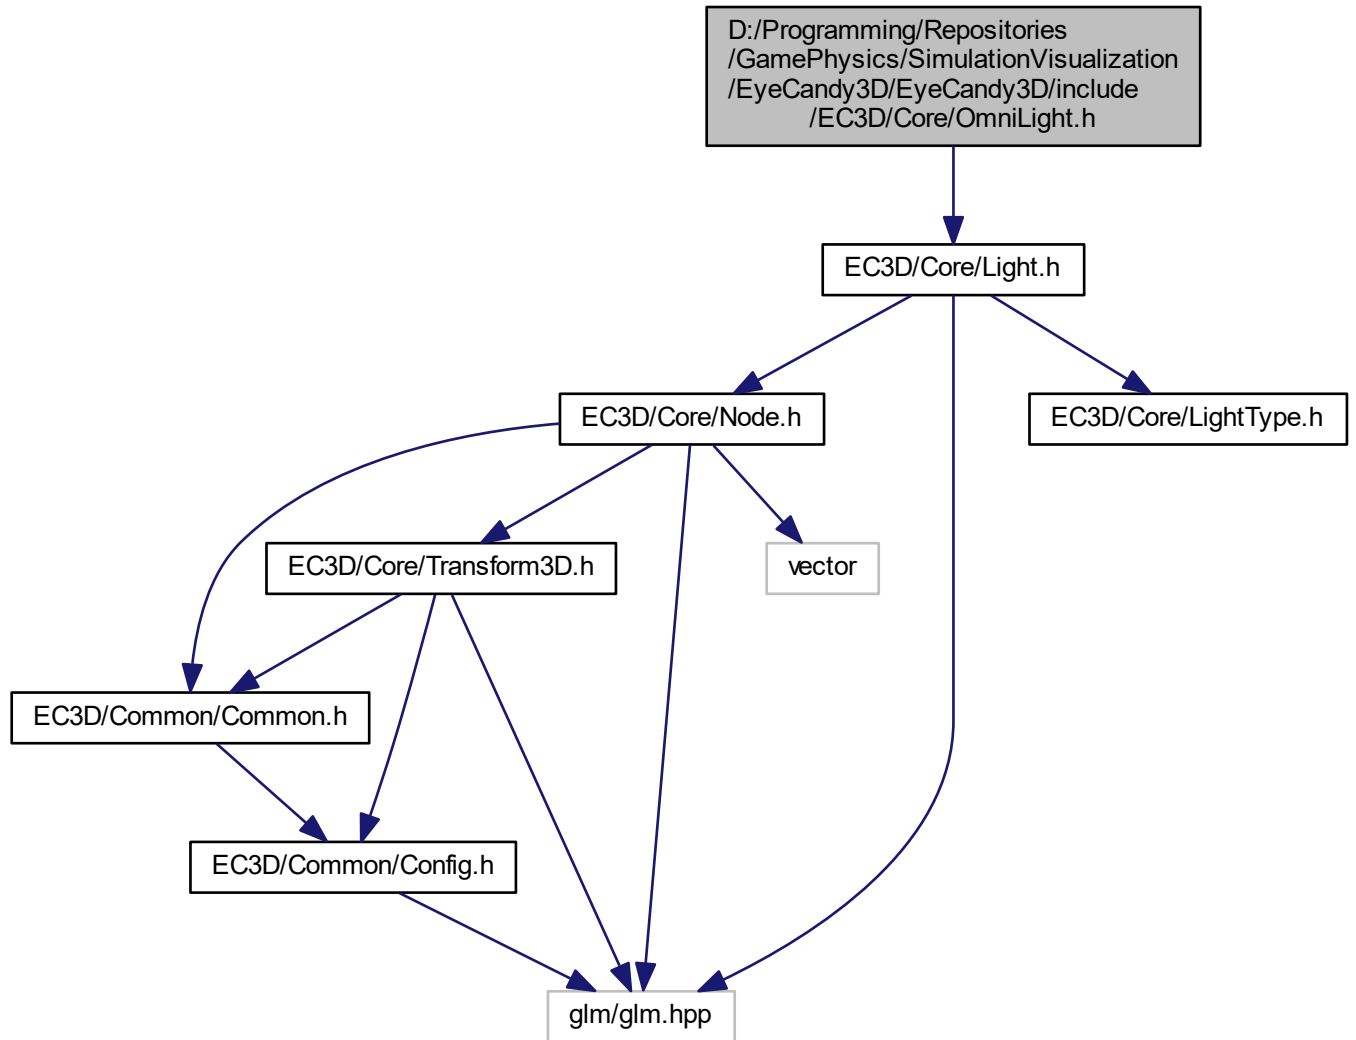 D:/Programming/Repositories
/GamePhysics/SimulationVisualization
/EyeCandy3D/EyeCandy3D/include
/EC3D/Core/OmniLight.h
EC3D/Core/Light.h
EC3D/Core/Node.h
EC3D/Core/LightType.h
EC3D/Core/Transform3D.h
vector
EC3D/Common/Common.h
EC3D/Common/Config.h
glm/glm.hpp